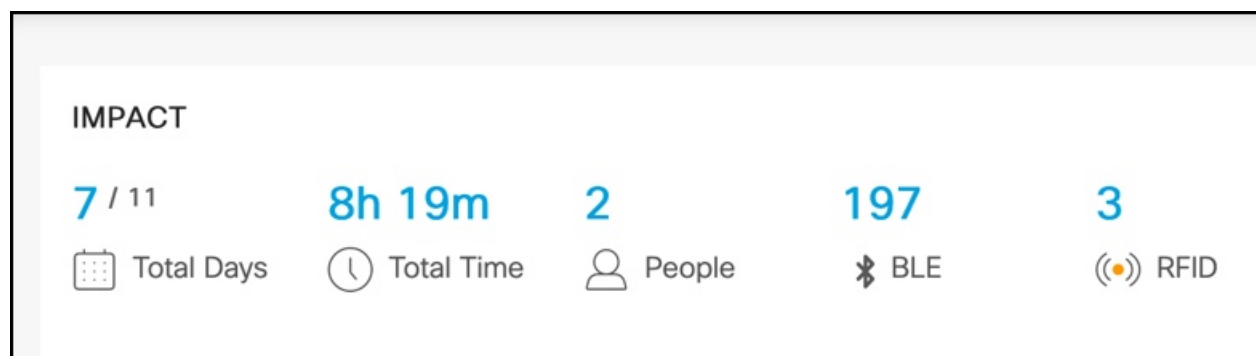 IMPACT
7 / 11 8h 19m 2 197 3
Total Days Total Time People BLE RFID